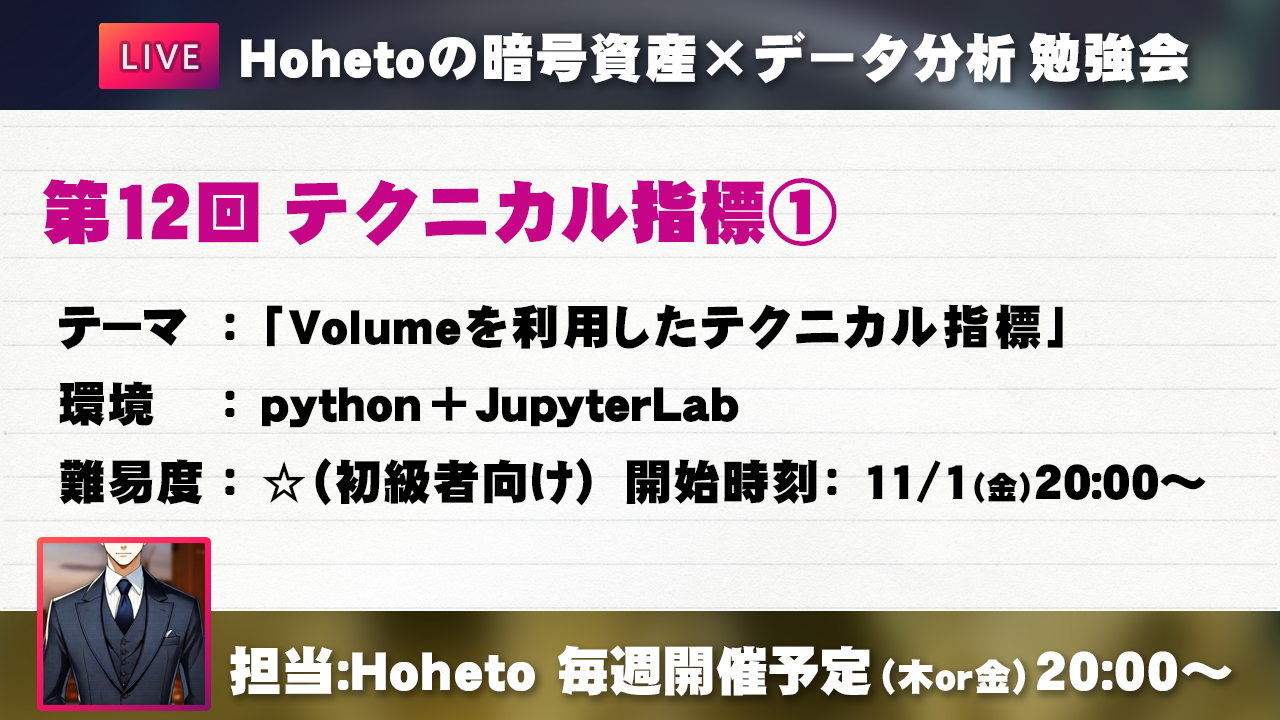 LIVE Hohetoの暗号資産×データ分析 勉強会
第12回 テクニカル指標①
テーマ ：「Volumeを利用したテクニカル指標」
環境 ： python＋JupyterLab
難易度 ： ☆（初級者向け） 開始時刻： 11/1（金）20:00～
担当:Hoheto 毎週開催予定（木or金）20:00～